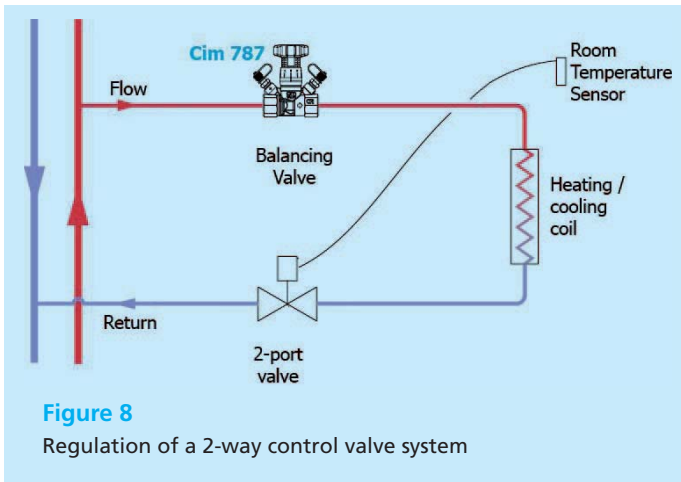 Cim 787
Flow
Balancing
Valve
Room
Temperature
Sensor
Heating /
cooling
coil
Return
2-port
valve
Figure 8
Regulation of a 2-way control valve system